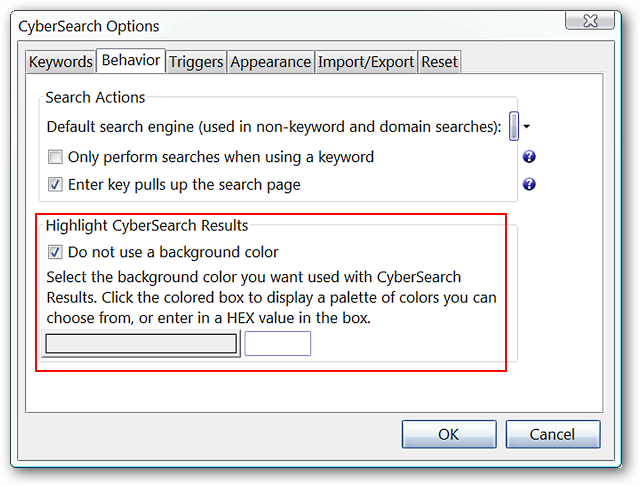 CyberSearch Options
Keywords Behavior Triggers Appearance Import/Export Reset
Search Actions
Default search engine (used in non-keyword and domain searches):
Only perform searches when using a keyword
Enter key pulls up the search page
Highlight CyberSearch Results
Do not use a background color
Select the background color you want used with CyberSearch
Results. Click the colored box to display a palette of colors you can
choose from, or enter in a HEX value in the box.
OK Cancel